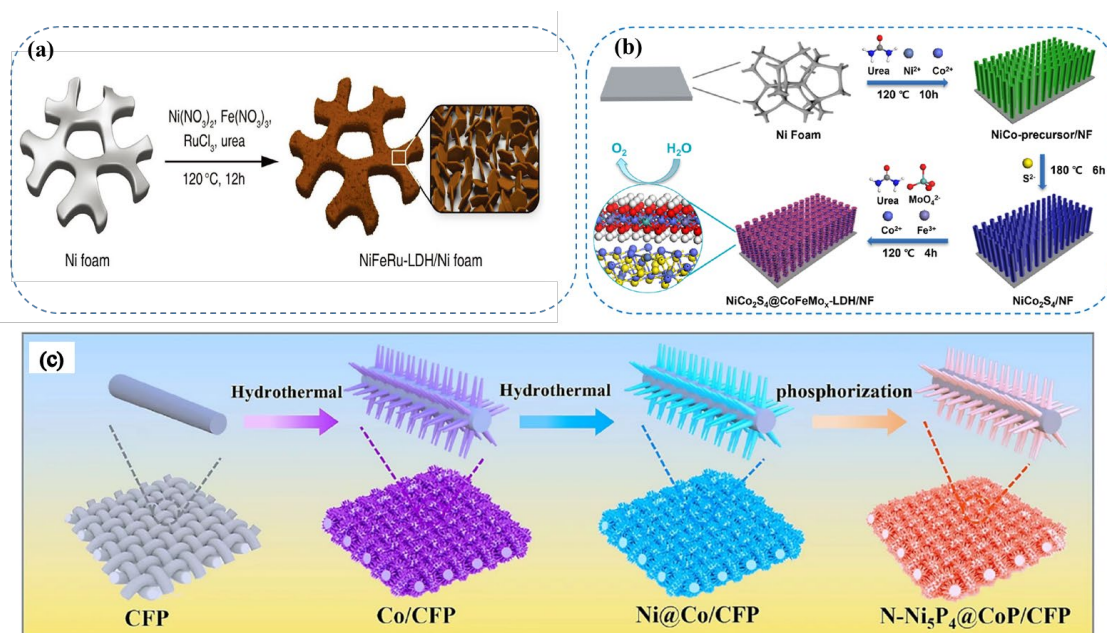 (a)
Ni(NO₃)₂, Fe(NO₃)₃,
RuCl₃, urea
120 °C, 12h
Ni foam
NiFeRu-LDH/Ni foam
(b)
Urea Ni²⁺ Co²⁺
120 ℃ 10h
Ni Foam
NiCo-precursor/NF
O₂ H₂O
S²⁻
180 ℃ 6h
Urea MoO₄²⁻
Co²⁺ Fe³⁺
120 ℃ 4h
NiCo₂S₄@CoFeMoₓ-LDH/NF
NiCo₂S₄/NF
(c)
Hydrothermal
Hydrothermal
phosphorization
CFP
Co/CFP
Ni@Co/CFP
N-Ni₅P₄@CoP/CFP